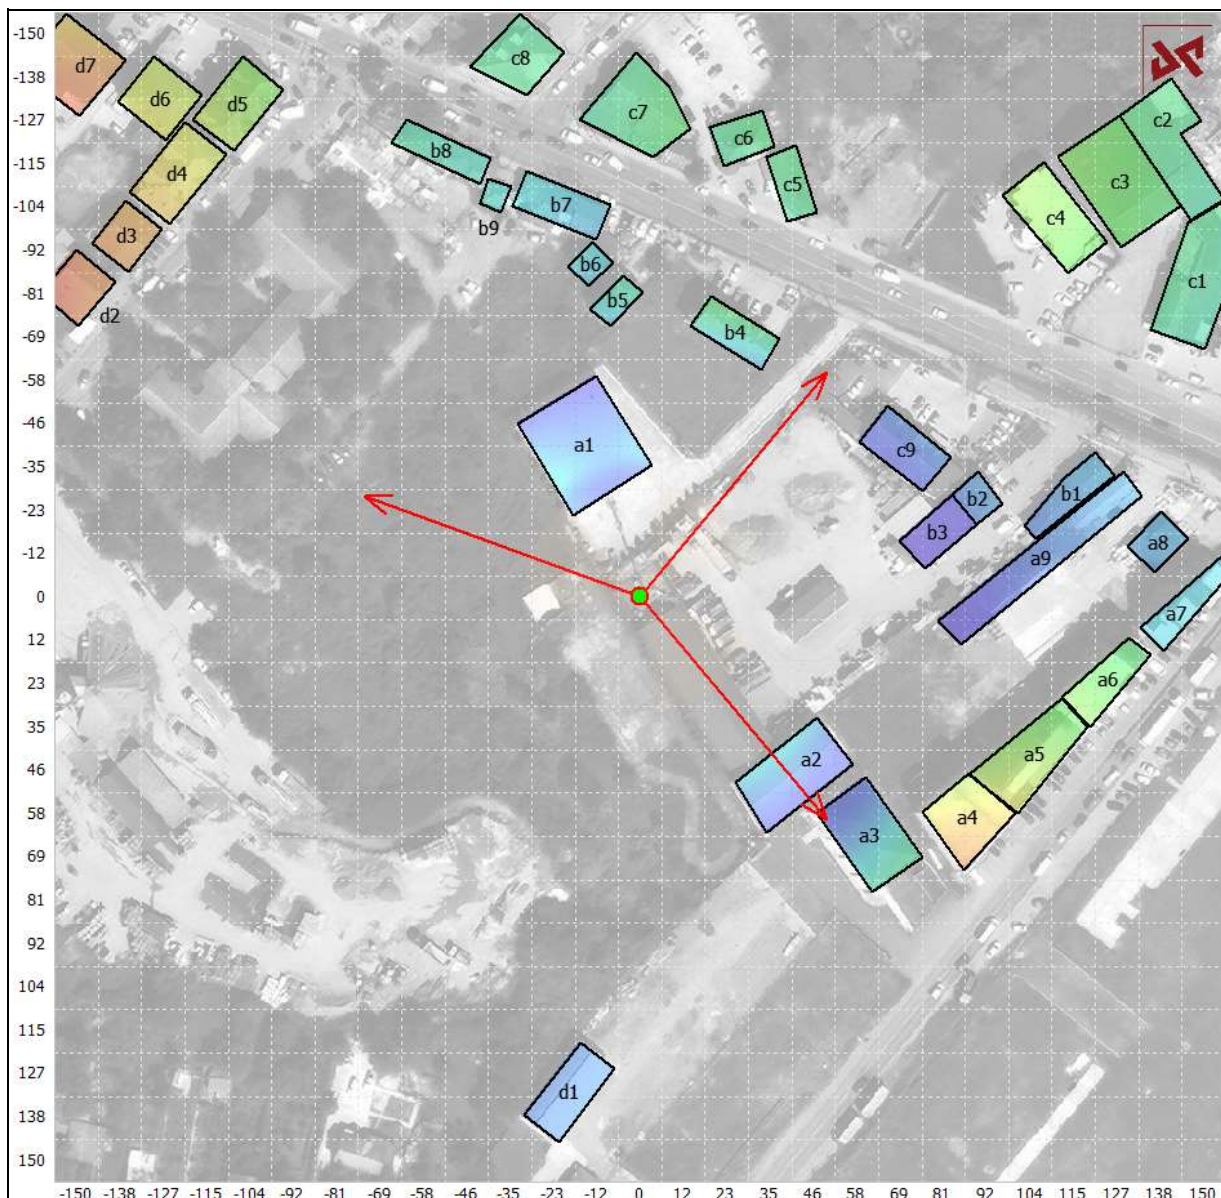 -150
-138
-127
-115
-104
-92
-81
-69
-58
-46
-35
-23
-12
0
12
23
35
46
58
69
81
92
104
115
127
138
150
d7
d6
d5
c8
c7
c6
c5
c2
c3
c4
c1
d4
d3
d2
b8
b9
b7
b6
b5
b4
a1
c9
b2
b3
b1
a9
a8
a7
a6
a5
a4
a2
a3
d1
-150 -138 -127 -115 -104 -92 -81 -69 -58 -46 -35 -23 -12 0 12 23 35 46 58 69 81 92 104 115 127 138 150